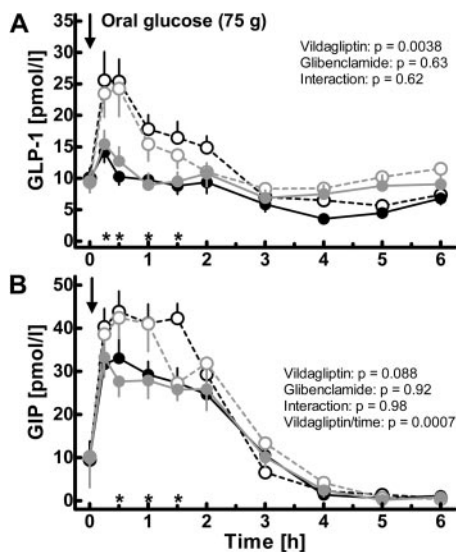 A
Oral glucose (75 g)
GLP-1 [pmol/l]
35
30
25
20
15
10
5
0
Vildagliptin: p = 0.0038
Glibenclamide: p = 0.63
Interaction: p = 0.62
* * * *
0 1 2 3 4 5 6
B
GIP [pmol/l]
50
40
30
20
10
0
Vildagliptin: p = 0.088
Glibenclamide: p = 0.92
Interaction: p = 0.98
Vildagliptin/time: p = 0.0007
* * *
0 1 2 3 4 5 6
Time [h]